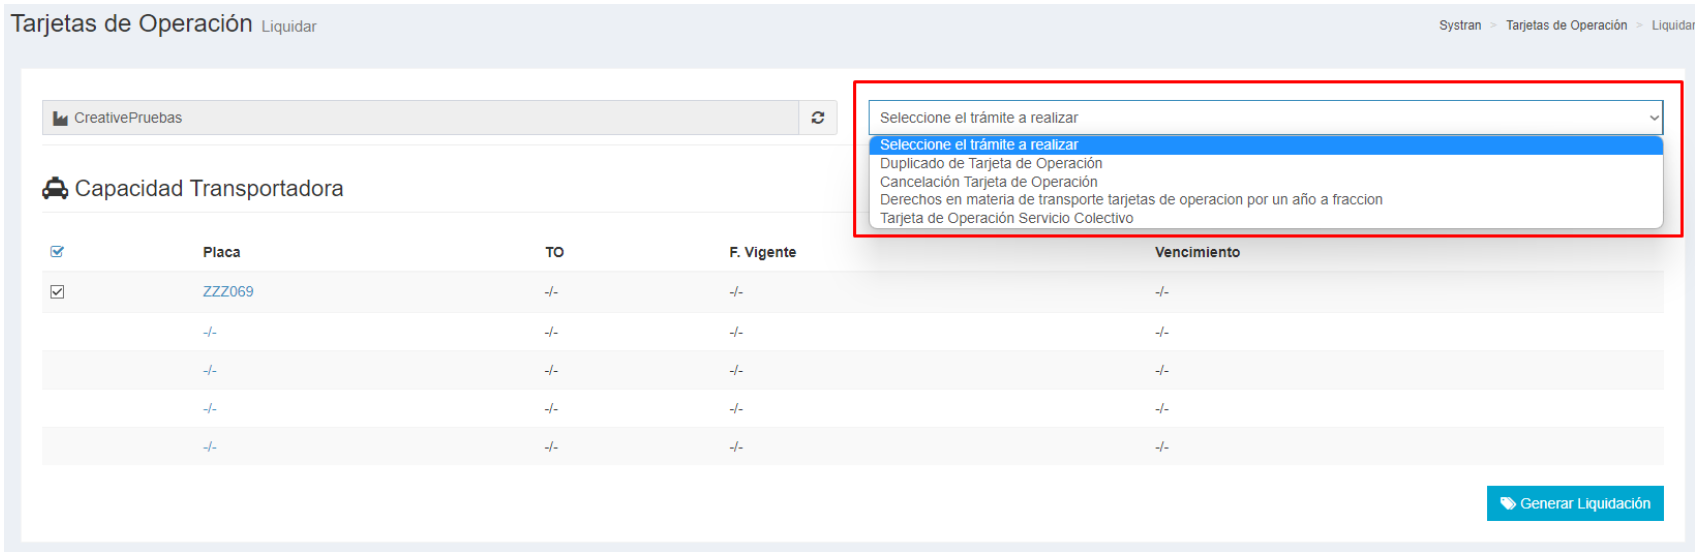 Tarjetas de Operación Liquidar
Systran > Tarjetas de Operación > Liquidar
CreativePruebas
Seleccione el trámite a realizar
Seleccione el trámite a realizar
Duplicado de Tarjeta de Operación
Cancelación Tarjeta de Operación
Derechos en materia de transporte tarjetas de operacion por un año a fraccion
Tarjeta de Operación Servicio Colectivo
Capacidad Transportadora
Placa TO F. Vigente Vencimiento
ZZZ069 -/- -/- -/-
-/- -/- -/- -/-
-/- -/- -/- -/-
-/- -/- -/- -/-
-/- -/- -/- -/-
Generar Liquidación